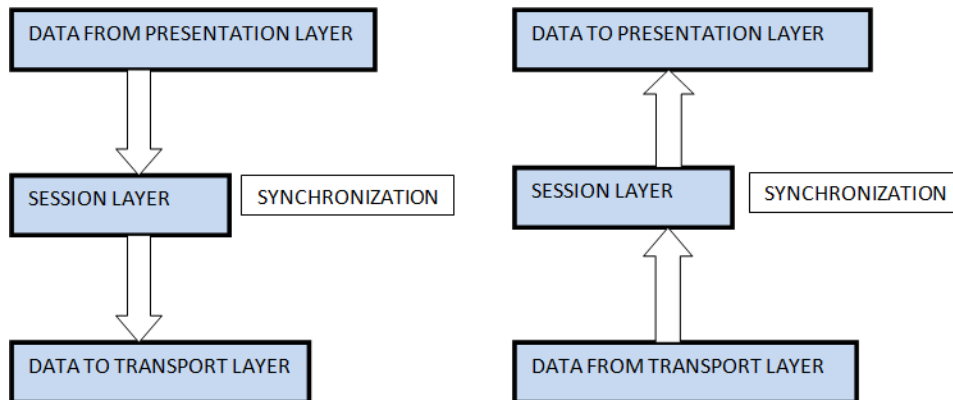 DATA FROM PRESENTATION LAYER
DATA TO PRESENTATION LAYER
SESSION LAYER
SYNCHRONIZATION
SESSION LAYER
SYNCHRONIZATION
DATA TO TRANSPORT LAYER
DATA FROM TRANSPORT LAYER